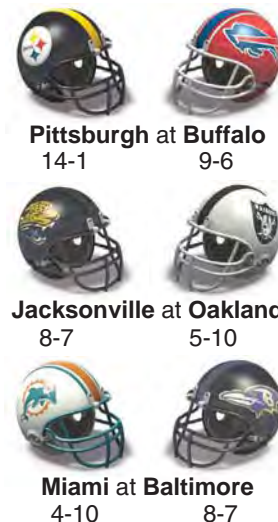 Pittsburgh at Buffalo
14-1 9-6
Jacksonville at Oakland
8-7 5-10
Miami at Baltimore
4-10 8-7